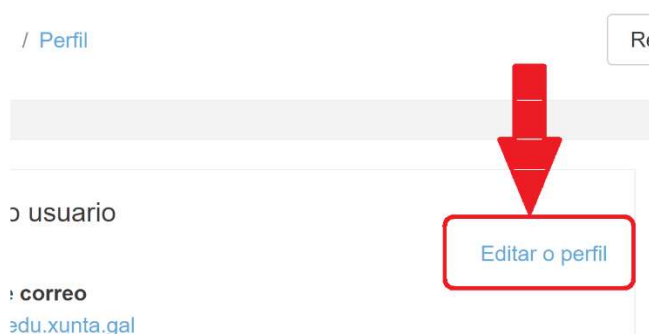 / Perfil
Re
o usuario
Editar o perfil
correo
edu.xunta.gal